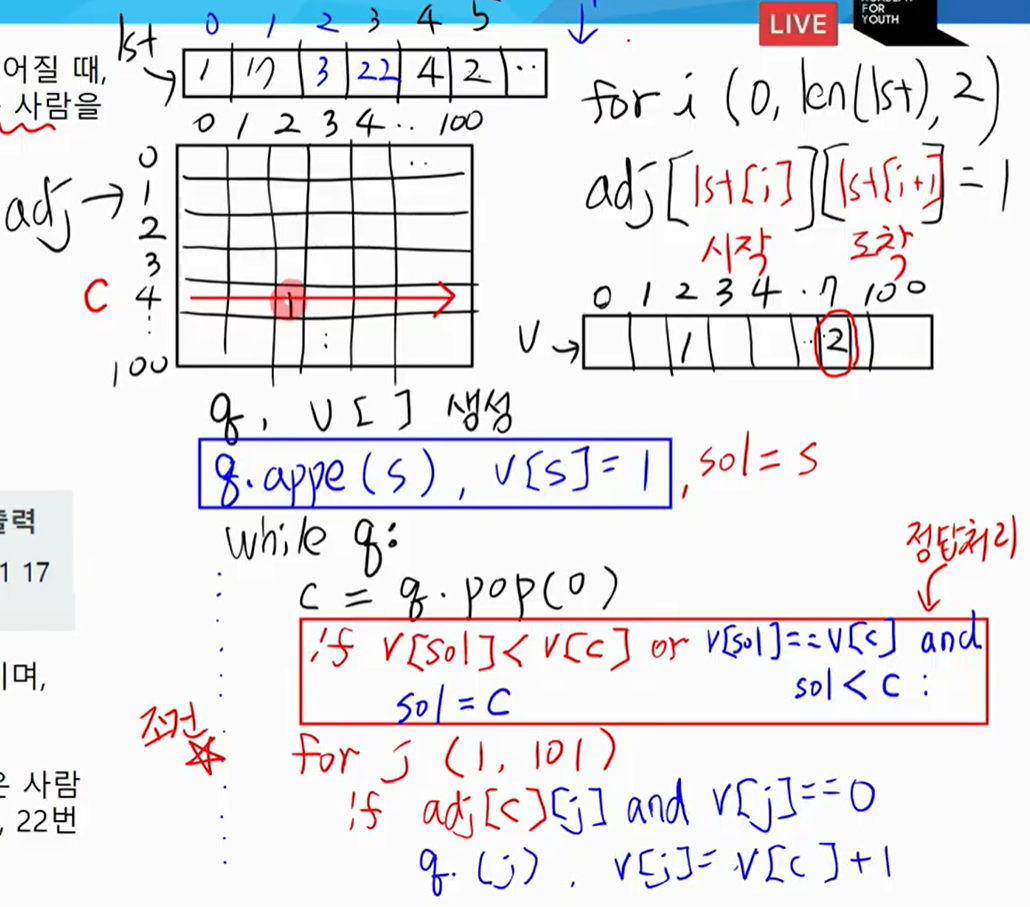 LIVE
ACADEMY
FOR
YOUTH
어질 때,
사람을
lst →
0 1 2 3 4 5
1 17 3 22 4 2 ..
0 1 2 3 4 .. 100
adj →
0
1
2
3
C 4
:
100
..
1
:
for i (0, len(lst), 2)
adj[lst[i]][lst[i+1]] = 1
시작 도착
0 1 2 3 4 . 7 100
V →
1 .. 2
q, v[ ] 생성
q.appe(s), v[s]=1, sol=s
while q:
출력
1 17
정답처리
c = q.pop(0)
if v[sol]<v[c] or v[sol]==v[c] and
sol<c :
sol=c
이며,
조건
for j (1, 101)
은 사람
if adj[c][j] and v[j]==0
, 22번
q.(j), v[j]=v[c]+1